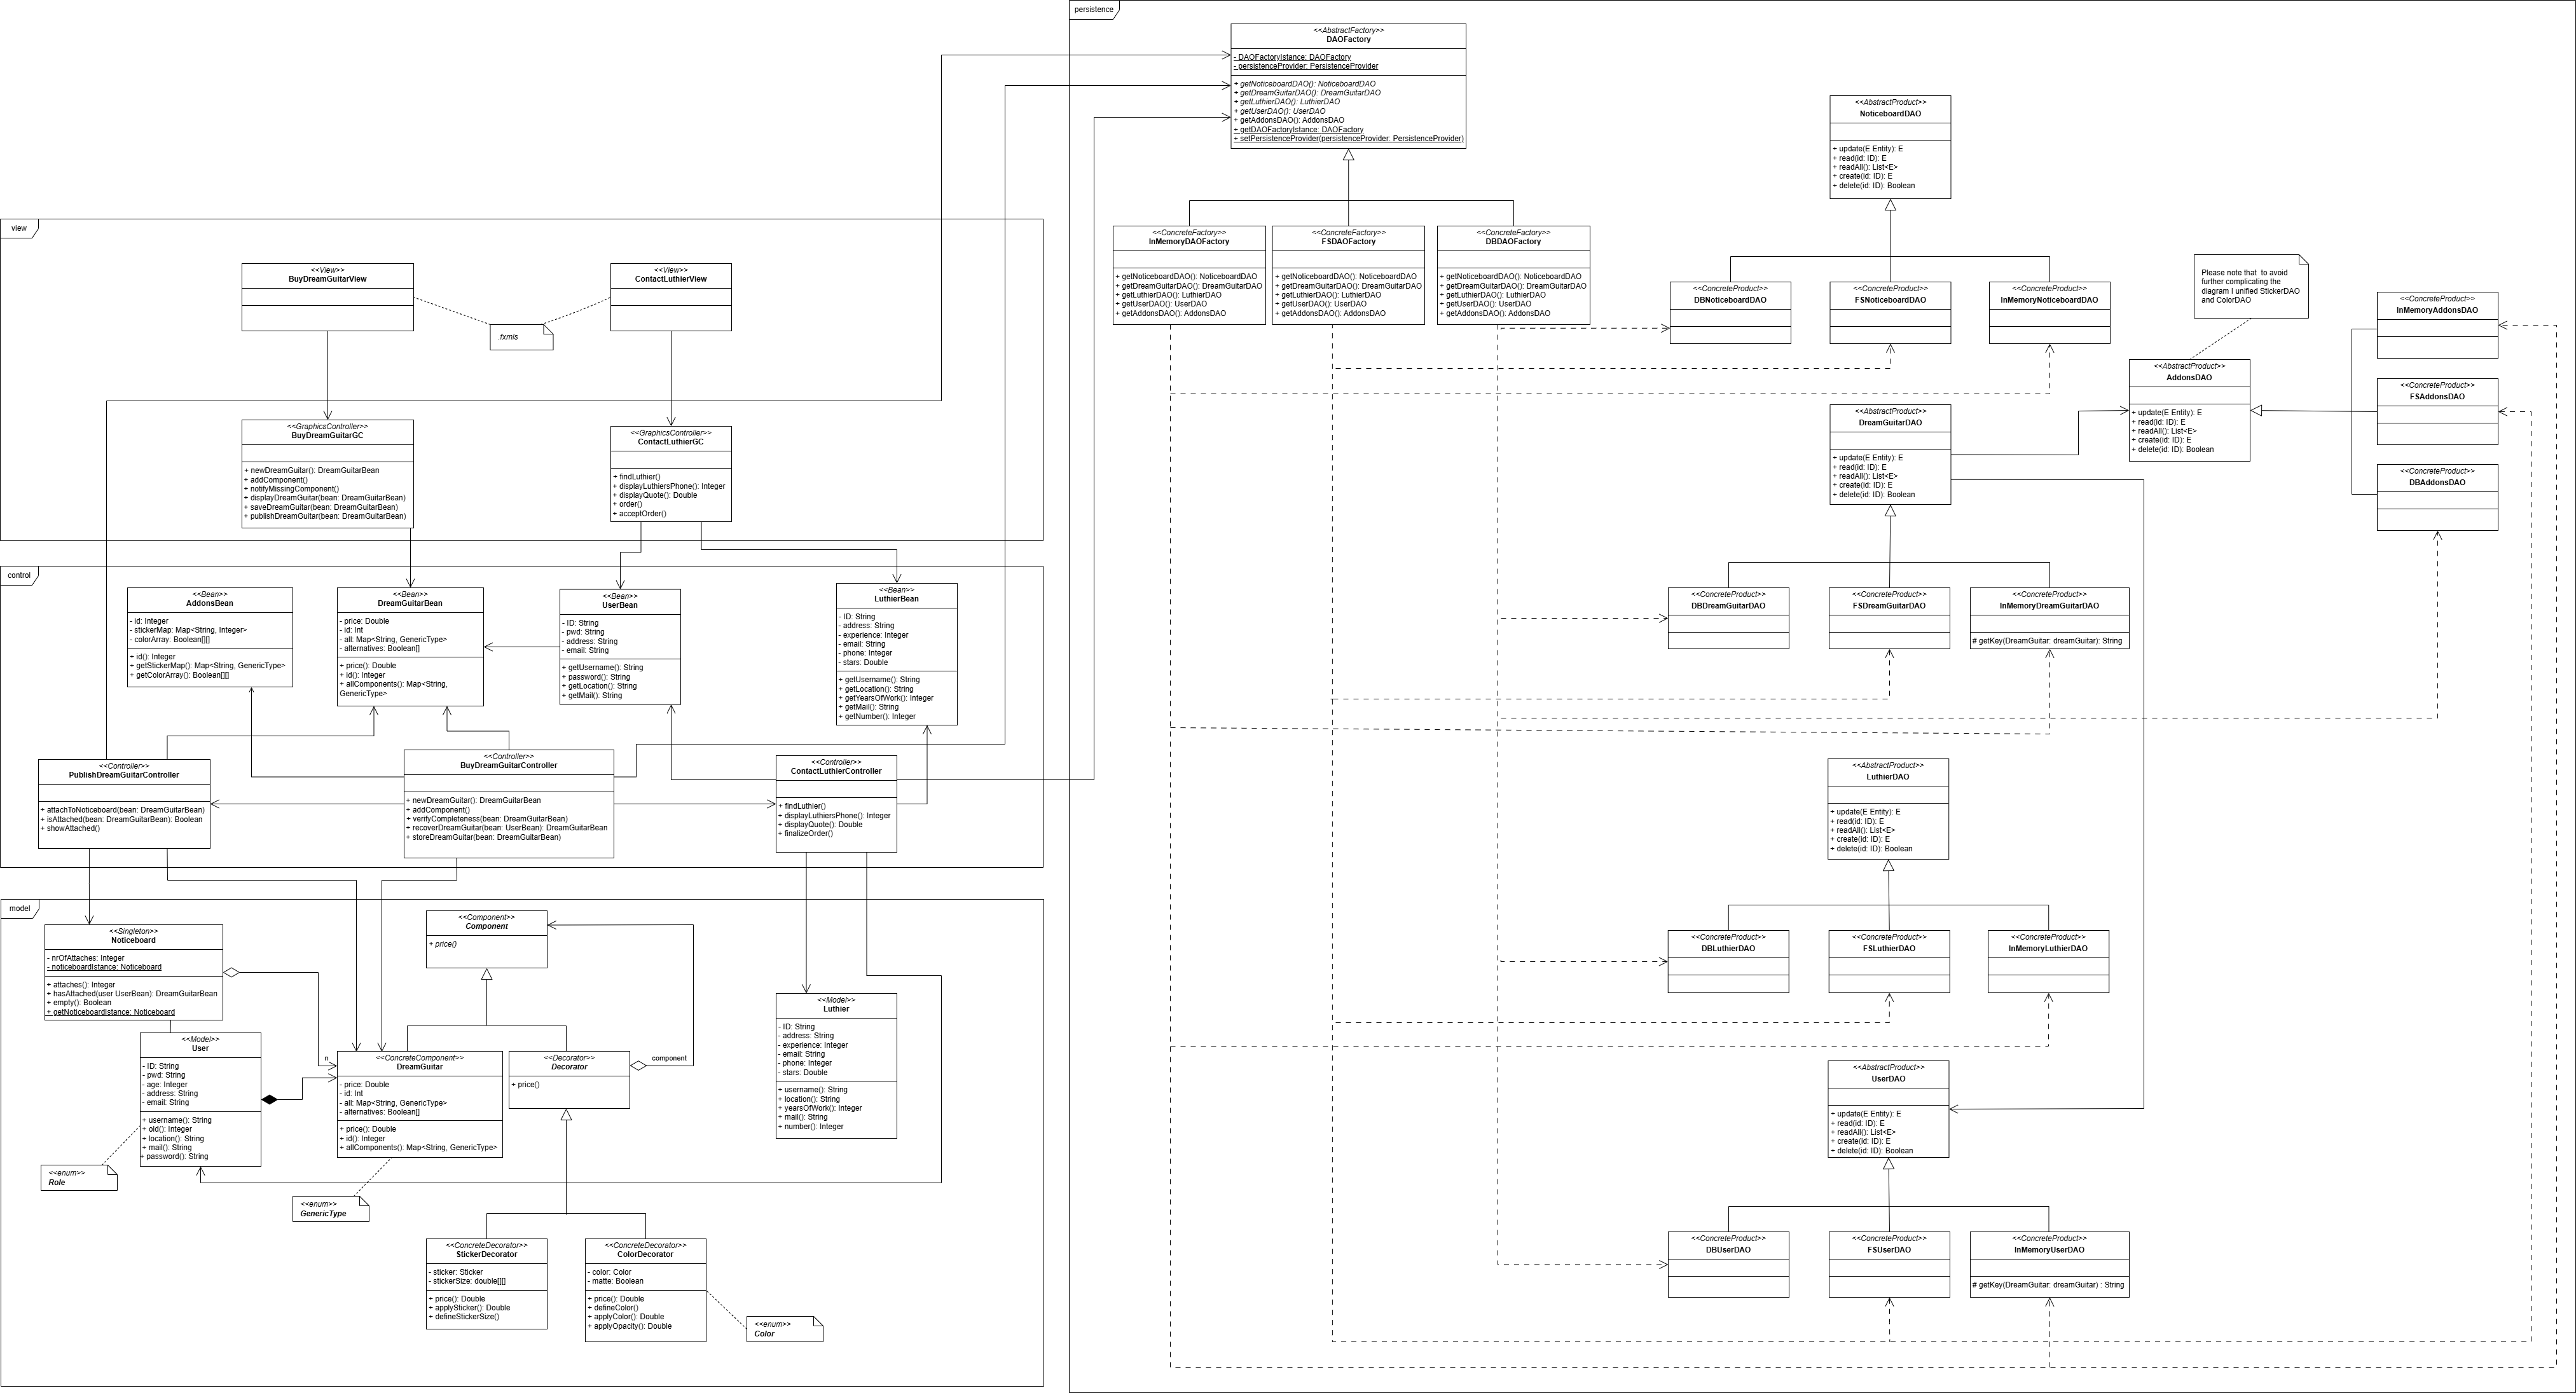 persistence
<<AbstractFactory>>
DAOFactory
- DAOFactoryIstance: DAOFactory
- persistenceProvider: PersistenceProvider
+ getNoticeboardDAO(): NoticeboardDAO
+ getDreamGuitarDAO(): DreamGuitarDAO
+ getLuthierDAO(): LuthierDAO
+ getUserDAO(): UserDAO
+ getAddonsDAO(): AddonsDAO
+ getDAOFactoryIstance: DAOFactory
+ setPersistenceProvider(persistenceProvider: PersistenceProvider)
<<ConcreteFactory>>
InMemoryDAOFactory
+ getNoticeboardDAO(): NoticeboardDAO
+ getDreamGuitarDAO(): DreamGuitarDAO
+ getLuthierDAO(): LuthierDAO
+ getUserDAO(): UserDAO
+ getAddonsDAO(): AddonsDAO
<<ConcreteFactory>>
FSDAOFactory
+ getNoticeboardDAO(): NoticeboardDAO
+ getDreamGuitarDAO(): DreamGuitarDAO
+ getLuthierDAO(): LuthierDAO
+ getUserDAO(): UserDAO
+ getAddonsDAO(): AddonsDAO
<<ConcreteFactory>>
DBDAOFactory
+ getNoticeboardDAO(): NoticeboardDAO
+ getDreamGuitarDAO(): DreamGuitarDAO
+ getLuthierDAO(): LuthierDAO
+ getUserDAO(): UserDAO
+ getAddonsDAO(): AddonsDAO
<<AbstractProduct>>
NoticeboardDAO
+ update(E Entity): E
+ read(id: ID): E
+ readAll(): List<E>
+ create(id: ID): E
+ delete(id: ID): Boolean
<<ConcreteProduct>>
DBNoticeboardDAO
<<ConcreteProduct>>
FSNoticeboardDAO
<<ConcreteProduct>>
InMemoryNoticeboardDAO
Please note that to avoid
further complicating the
diagram I unified StickerDAO
and ColorDAO
<<AbstractProduct>>
AddonsDAO
+ update(E Entity): E
+ read(id: ID): E
+ readAll(): List<E>
+ create(id: ID): E
+ delete(id: ID): Boolean
<<ConcreteProduct>>
InMemoryAddonsDAO
<<ConcreteProduct>>
FSAddonsDAO
<<ConcreteProduct>>
DBAddonsDAO
<<AbstractProduct>>
DreamGuitarDAO
+ update(E Entity): E
+ read(id: ID): E
+ readAll(): List<E>
+ create(id: ID): E
+ delete(id: ID): Boolean
<<ConcreteProduct>>
DBDreamGuitarDAO
<<ConcreteProduct>>
FSDreamGuitarDAO
<<ConcreteProduct>>
InMemoryDreamGuitarDAO
# getKey(DreamGuitar: dreamGuitar): String
<<AbstractProduct>>
LuthierDAO
+ update(E Entity): E
+ read(id: ID): E
+ readAll(): List<E>
+ create(id: ID): E
+ delete(id: ID): Boolean
<<ConcreteProduct>>
DBLuthierDAO
<<ConcreteProduct>>
FSLuthierDAO
<<ConcreteProduct>>
InMemoryLuthierDAO
<<AbstractProduct>>
UserDAO
+ update(E Entity): E
+ read(id: ID): E
+ readAll(): List<E>
+ create(id: ID): E
+ delete(id: ID): Boolean
<<ConcreteProduct>>
DBUserDAO
<<ConcreteProduct>>
FSUserDAO
<<ConcreteProduct>>
InMemoryUserDAO
# getKey(DreamGuitar: dreamGuitar) : String
view
<<View>>
BuyDreamGuitarView
<<View>>
ContactLuthierView
.fxmls
<<GraphicsController>>
BuyDreamGuitarGC
+ newDreamGuitar(): DreamGuitarBean
+ addComponent()
+ notifyMissingComponent()
+ displayDreamGuitar(bean: DreamGuitarBean)
+ saveDreamGuitar(bean: DreamGuitarBean)
+ publishDreamGuitar(bean: DreamGuitarBean)
<<GraphicsController>>
ContactLuthierGC
+ findLuthier()
+ displayLuthiersPhone(): Integer
+ displayQuote(): Double
+ order()
+ acceptOrder()
control
<<Bean>>
AddonsBean
- id: Integer
- stickerMap: Map<String, Integer>
- colorArray: Boolean[][]
+ id(): Integer
+ getStickerMap(): Map<String, GenericType>
+ getColorArray(): Boolean[][]
<<Bean>>
DreamGuitarBean
- price: Double
- id: Int
- all: Map<String, GenericType>
- alternatives: Boolean[]
+ price(): Double
+ id(): Integer
+ allComponents(): Map<String,
GenericType>
<<Bean>>
UserBean
- ID: String
- pwd: String
- address: String
- email: String
+ getUsername(): String
+ password(): String
+ getLocation(): String
+ getMail(): String
<<Bean>>
LuthierBean
- ID: String
- address: String
- experience: Integer
- email: String
- phone: Integer
- stars: Double
+ getUsername(): String
+ getLocation(): String
+ getYearsOfWork(): Integer
+ getMail(): String
+ getNumber(): Integer
<<Controller>>
PublishDreamGuitarController
+ attachToNoticeboard(bean: DreamGuitarBean)
+ isAttached(bean: DreamGuitarBean): Boolean
+ showAttached()
<<Controller>>
BuyDreamGuitarController
+ newDreamGuitar(): DreamGuitarBean
+ addComponent()
+ verifyCompleteness(bean: DreamGuitarBean)
+ recoverDreamGuitar(bean: UserBean): DreamGuitarBean
+ storeDreamGuitar(bean: DreamGuitarBean)
<<Controller>>
ContactLuthierController
+ findLuthier()
+ displayLuthiersPhone(): Integer
+ displayQuote(): Double
+ finalizeOrder()
model
<<Singleton>>
Noticeboard
- nrOfAttaches: Integer
- noticeboardIstance: Noticeboard
+ attaches(): Integer
+ hasAttached(user UserBean): DreamGuitarBean
+ empty(): Boolean
+ getNoticeboardIstance: Noticeboard
<<Model>>
User
- ID: String
- pwd: String
- age: Integer
- address: String
- email: String
+ username(): String
+ old(): Integer
+ location(): String
+ mail(): String
+ password(): String
<<enum>>
Role
<<Component>>
Component
+ price()
n
<<ConcreteComponent>>
DreamGuitar
- price: Double
- id: Int
- all: Map<String, GenericType>
- alternatives: Boolean[]
+ price(): Double
+ id(): Integer
+ allComponents(): Map<String, GenericType>
<<enum>>
GenericType
<<Decorator>>
Decorator
+ price()
component
<<Model>>
Luthier
- ID: String
- address: String
- experience: Integer
- email: String
- phone: Integer
- stars: Double
+ username(): String
+ location(): String
+ yearsOfWork(): Integer
+ mail(): String
+ number(): Integer
<<ConcreteDecorator>>
StickerDecorator
- sticker: Sticker
- stickerSize: double[][]
+ price(): Double
+ applySticker(): Double
+ defineStickerSize()
<<ConcreteDecorator>>
ColorDecorator
- color: Color
- matte: Boolean
+ price(): Double
+ defineColor()
+ applyColor(): Double
+ applyOpacity(): Double
<<enum>>
Color